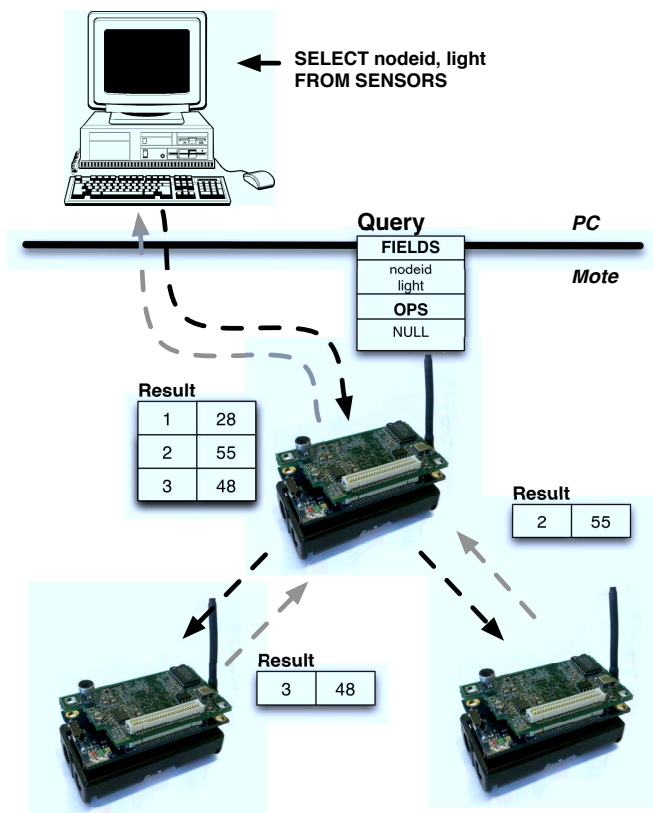 SELECT nodeid, light
FROM SENSORS
Query
PC
FIELDS
Mote
nodeid
light
OPS
NULL
Result
1 28
2 55
3 48
Result
2 55
Result
3 48